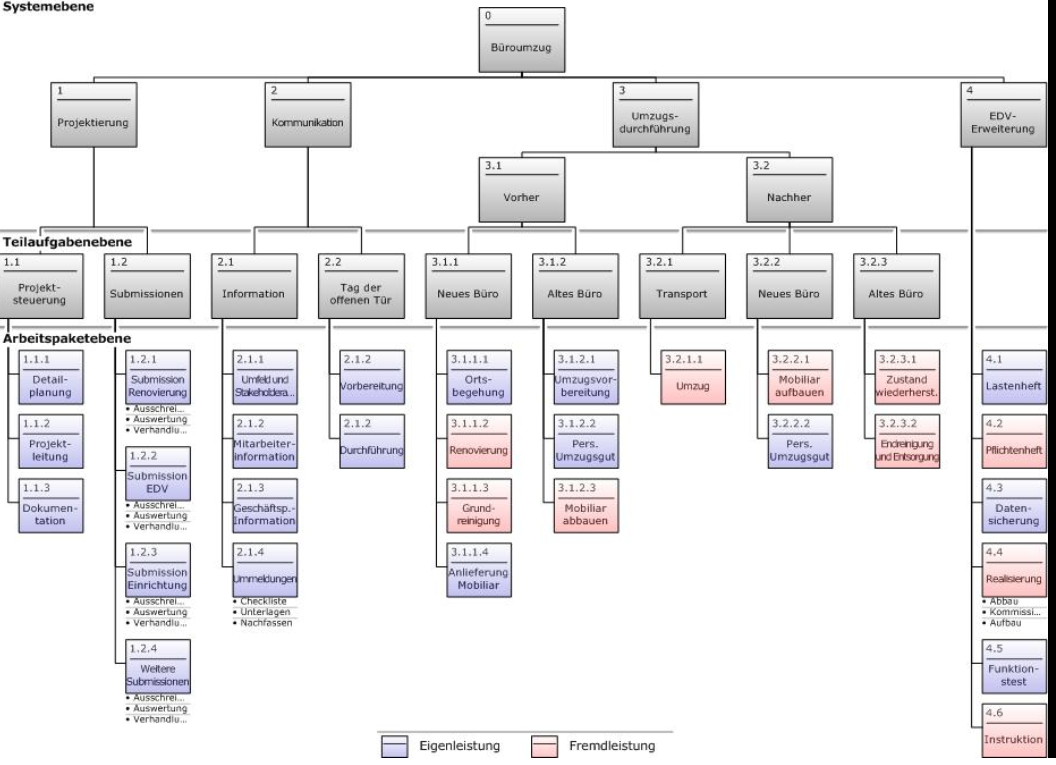 Systemebene
0
Büroumzug
1
Projektierung
2
Kommunikation
3
Umzugs-
durchführung
4
EDV-
Erweiterung
3.1
Vorher
3.2
Nachher
Teilaufgabenebene
1.1
Projekt-
steuerung
1.2
Submissionen
2.1
Information
2.2
Tag der
offenen Tür
3.1.1
Neues Büro
3.1.2
Altes Büro
3.2.1
Transport
3.2.2
Neues Büro
3.2.3
Altes Büro
Arbeitspaketebene
1.1.1
Detail-
planung
1.1.2
Projekt-
leitung
1.1.3
Dokumen-
tation
1.2.1
Submission
Renovierung
• Ausschrei...
• Auswertung
• Verhandlu...
1.2.2
Submission
EDV
• Ausschrei...
• Auswertung
• Verhandlu...
1.2.3
Submission
Einrichtung
• Ausschrei...
• Auswertung
• Verhandlu...
1.2.4
Weitere
Submissionen
• Ausschrei...
• Auswertung
• Verhandlu...
2.1.1
Umfeld und
Stakeholdera...
2.1.2
Mitarbeiter-
information
2.1.3
Geschäftsp.-
Information
2.1.4
Ummeldungen
• Checkliste
• Unterlagen
• Nachfassen
2.1.2
Vorbereitung
2.1.2
Durchführung
3.1.1.1
Orts-
begehung
3.1.1.2
Renovierung
3.1.1.3
Grund-
reinigung
3.1.1.4
Anlieferung
Mobiliar
3.1.2.1
Umzugsvor-
bereitung
3.1.2.2
Pers.
Umzugsgut
3.1.2.3
Mobiliar
abbauen
3.2.1.1
Umzug
3.2.2.1
Mobiliar
aufbauen
3.2.2.2
Pers.
Umzugsgut
3.2.3.1
Zustand
wiederherst.
3.2.3.2
Endreinigung
und Entsorgung
4.1
Lastenheft
4.2
Pflichtenheft
4.3
Daten-
sicherung
4.4
Realisierung
• Abbau
• Kommissi...
• Aufbau
4.5
Funktion-
stest
4.6
Instruktion
Eigenleistung
Fremdleistung